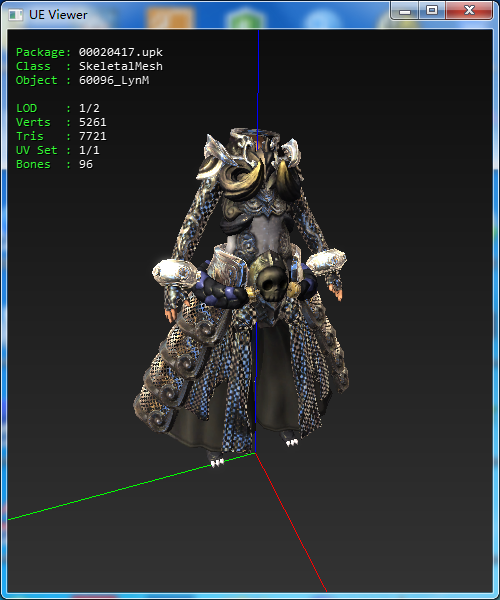 UE Viewer
Package: 00020417.upk
Class : SkeletalMesh
Object : 60096_LynM
LOD : 1/2
Verts : 5261
Tris : 7721
UV Set : 1/1
Bones : 96